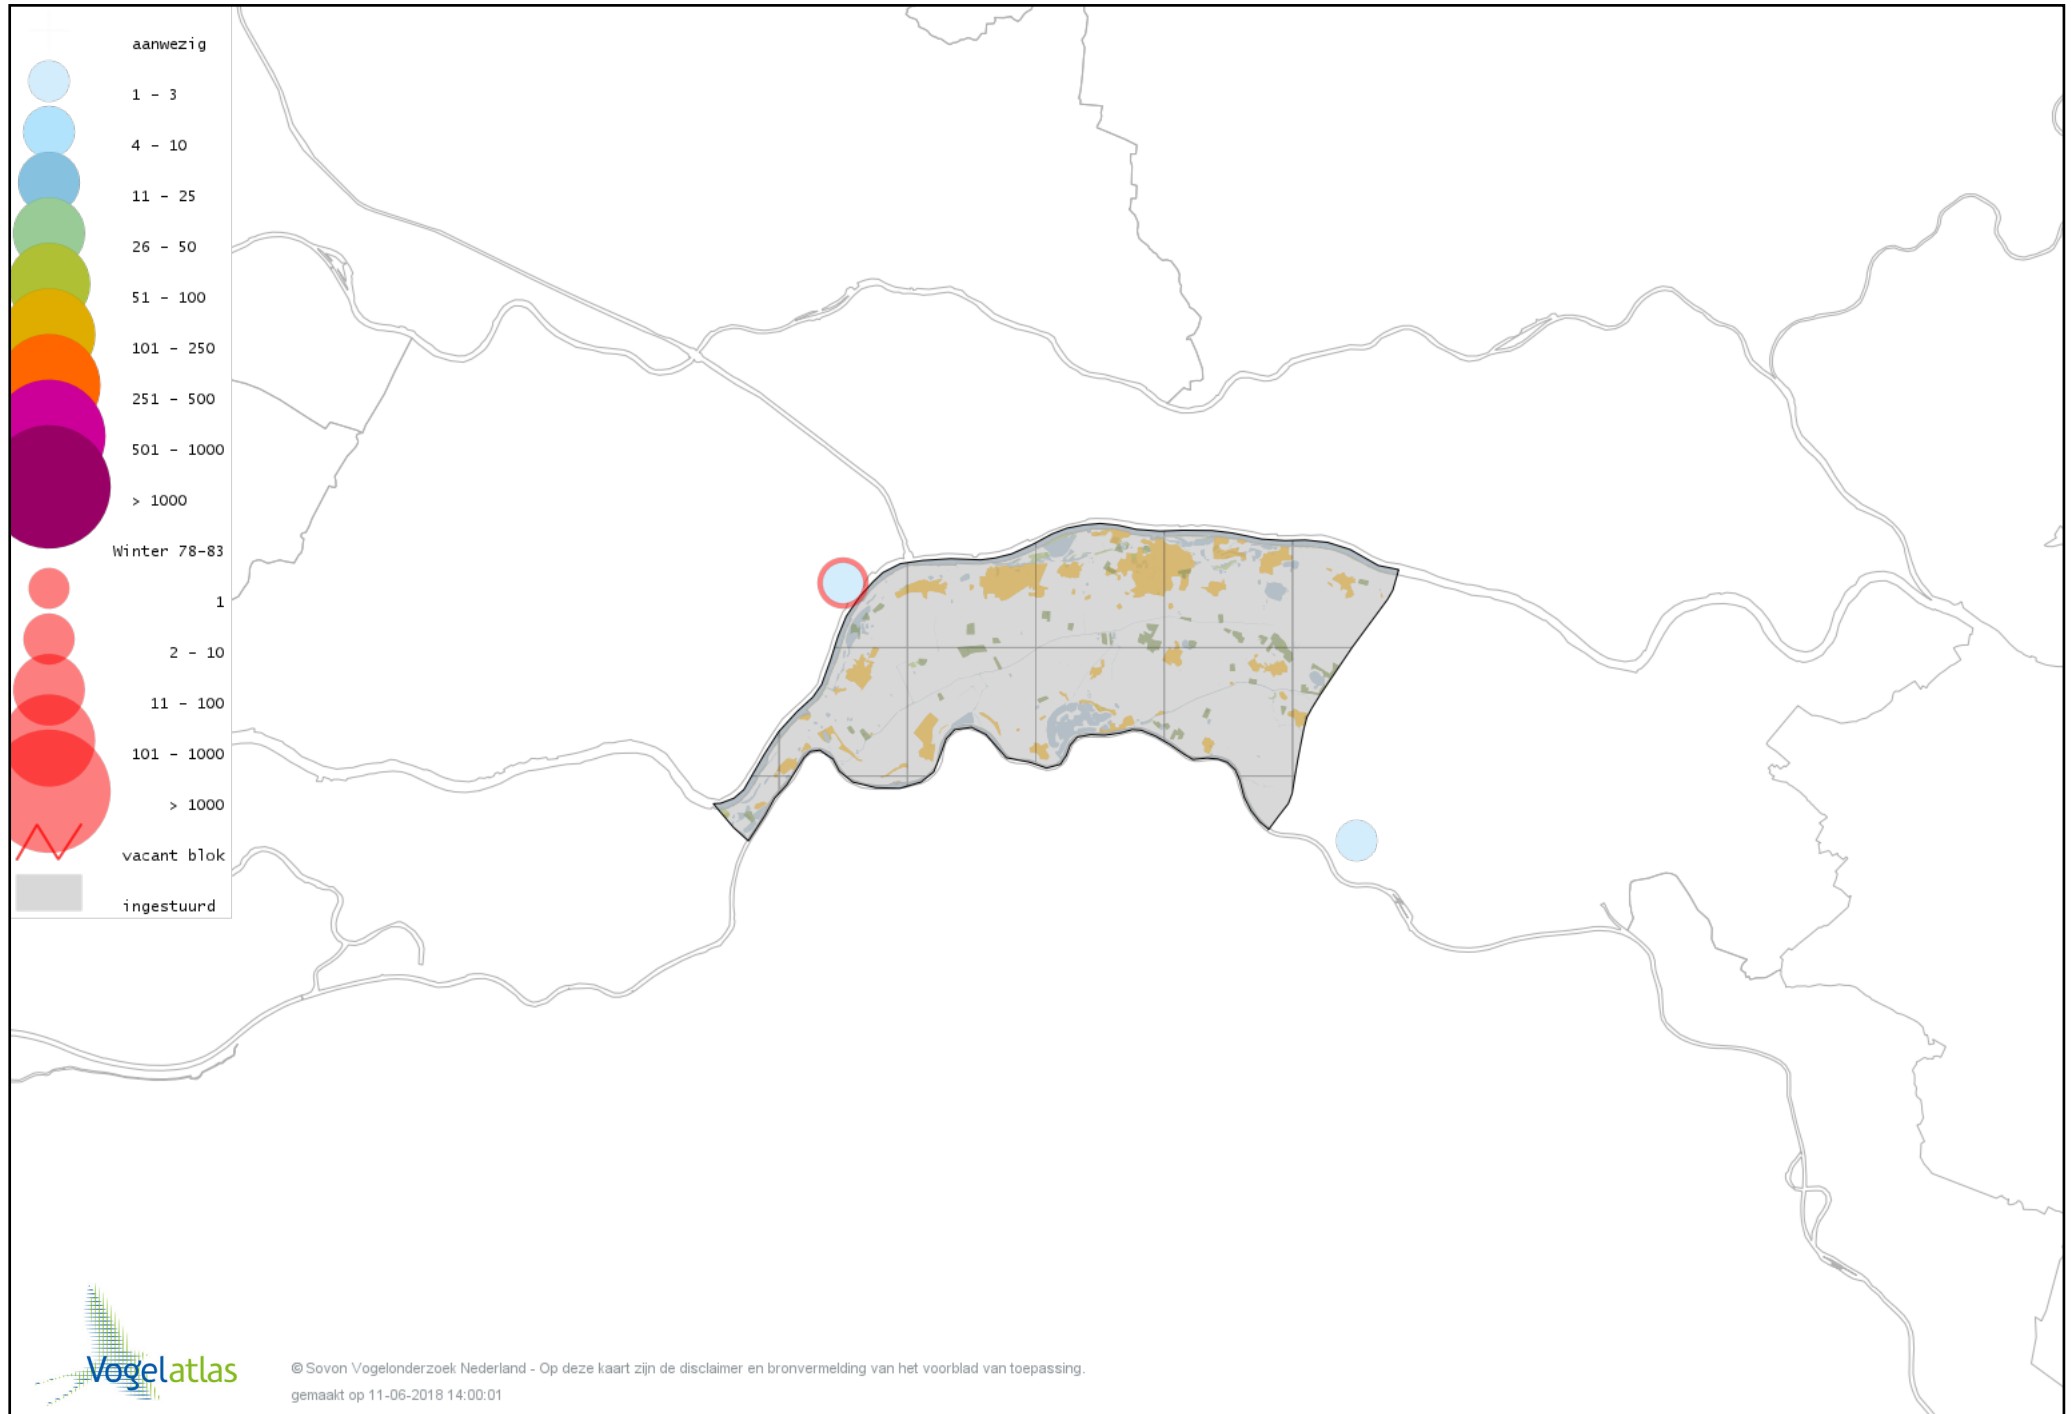 aanwezig
1 - 3
4 - 10
11 - 25
26 - 50
51 - 100
101 - 250
251 - 500
501 - 1000
> 1000
Winter 78-83
1
2 - 10
11 - 100
101 - 1000
> 1000
vacant blok
ingestuurd
Vogelatlas
© Sovon Vogelonderzoek Nederland - Op deze kaart zijn de disclaimer en bronvermelding van het voorblad van toepassing.
gemaakt op 11-06-2018 14:00:01